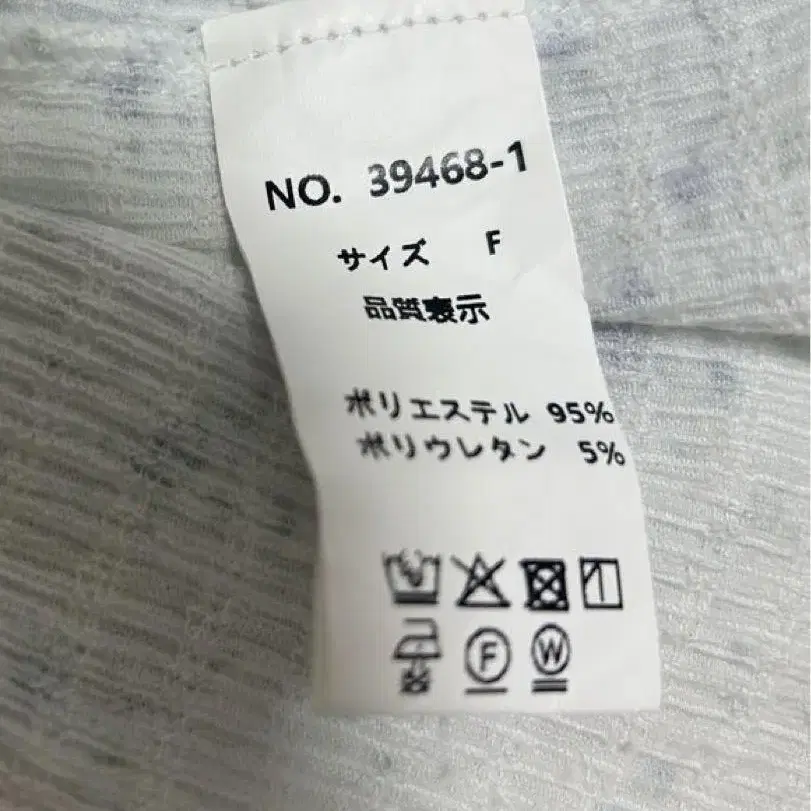 NO. 39468-1
サイズ F
品質表示
ポリエステル 95%
ポリウレタン 5%
F W